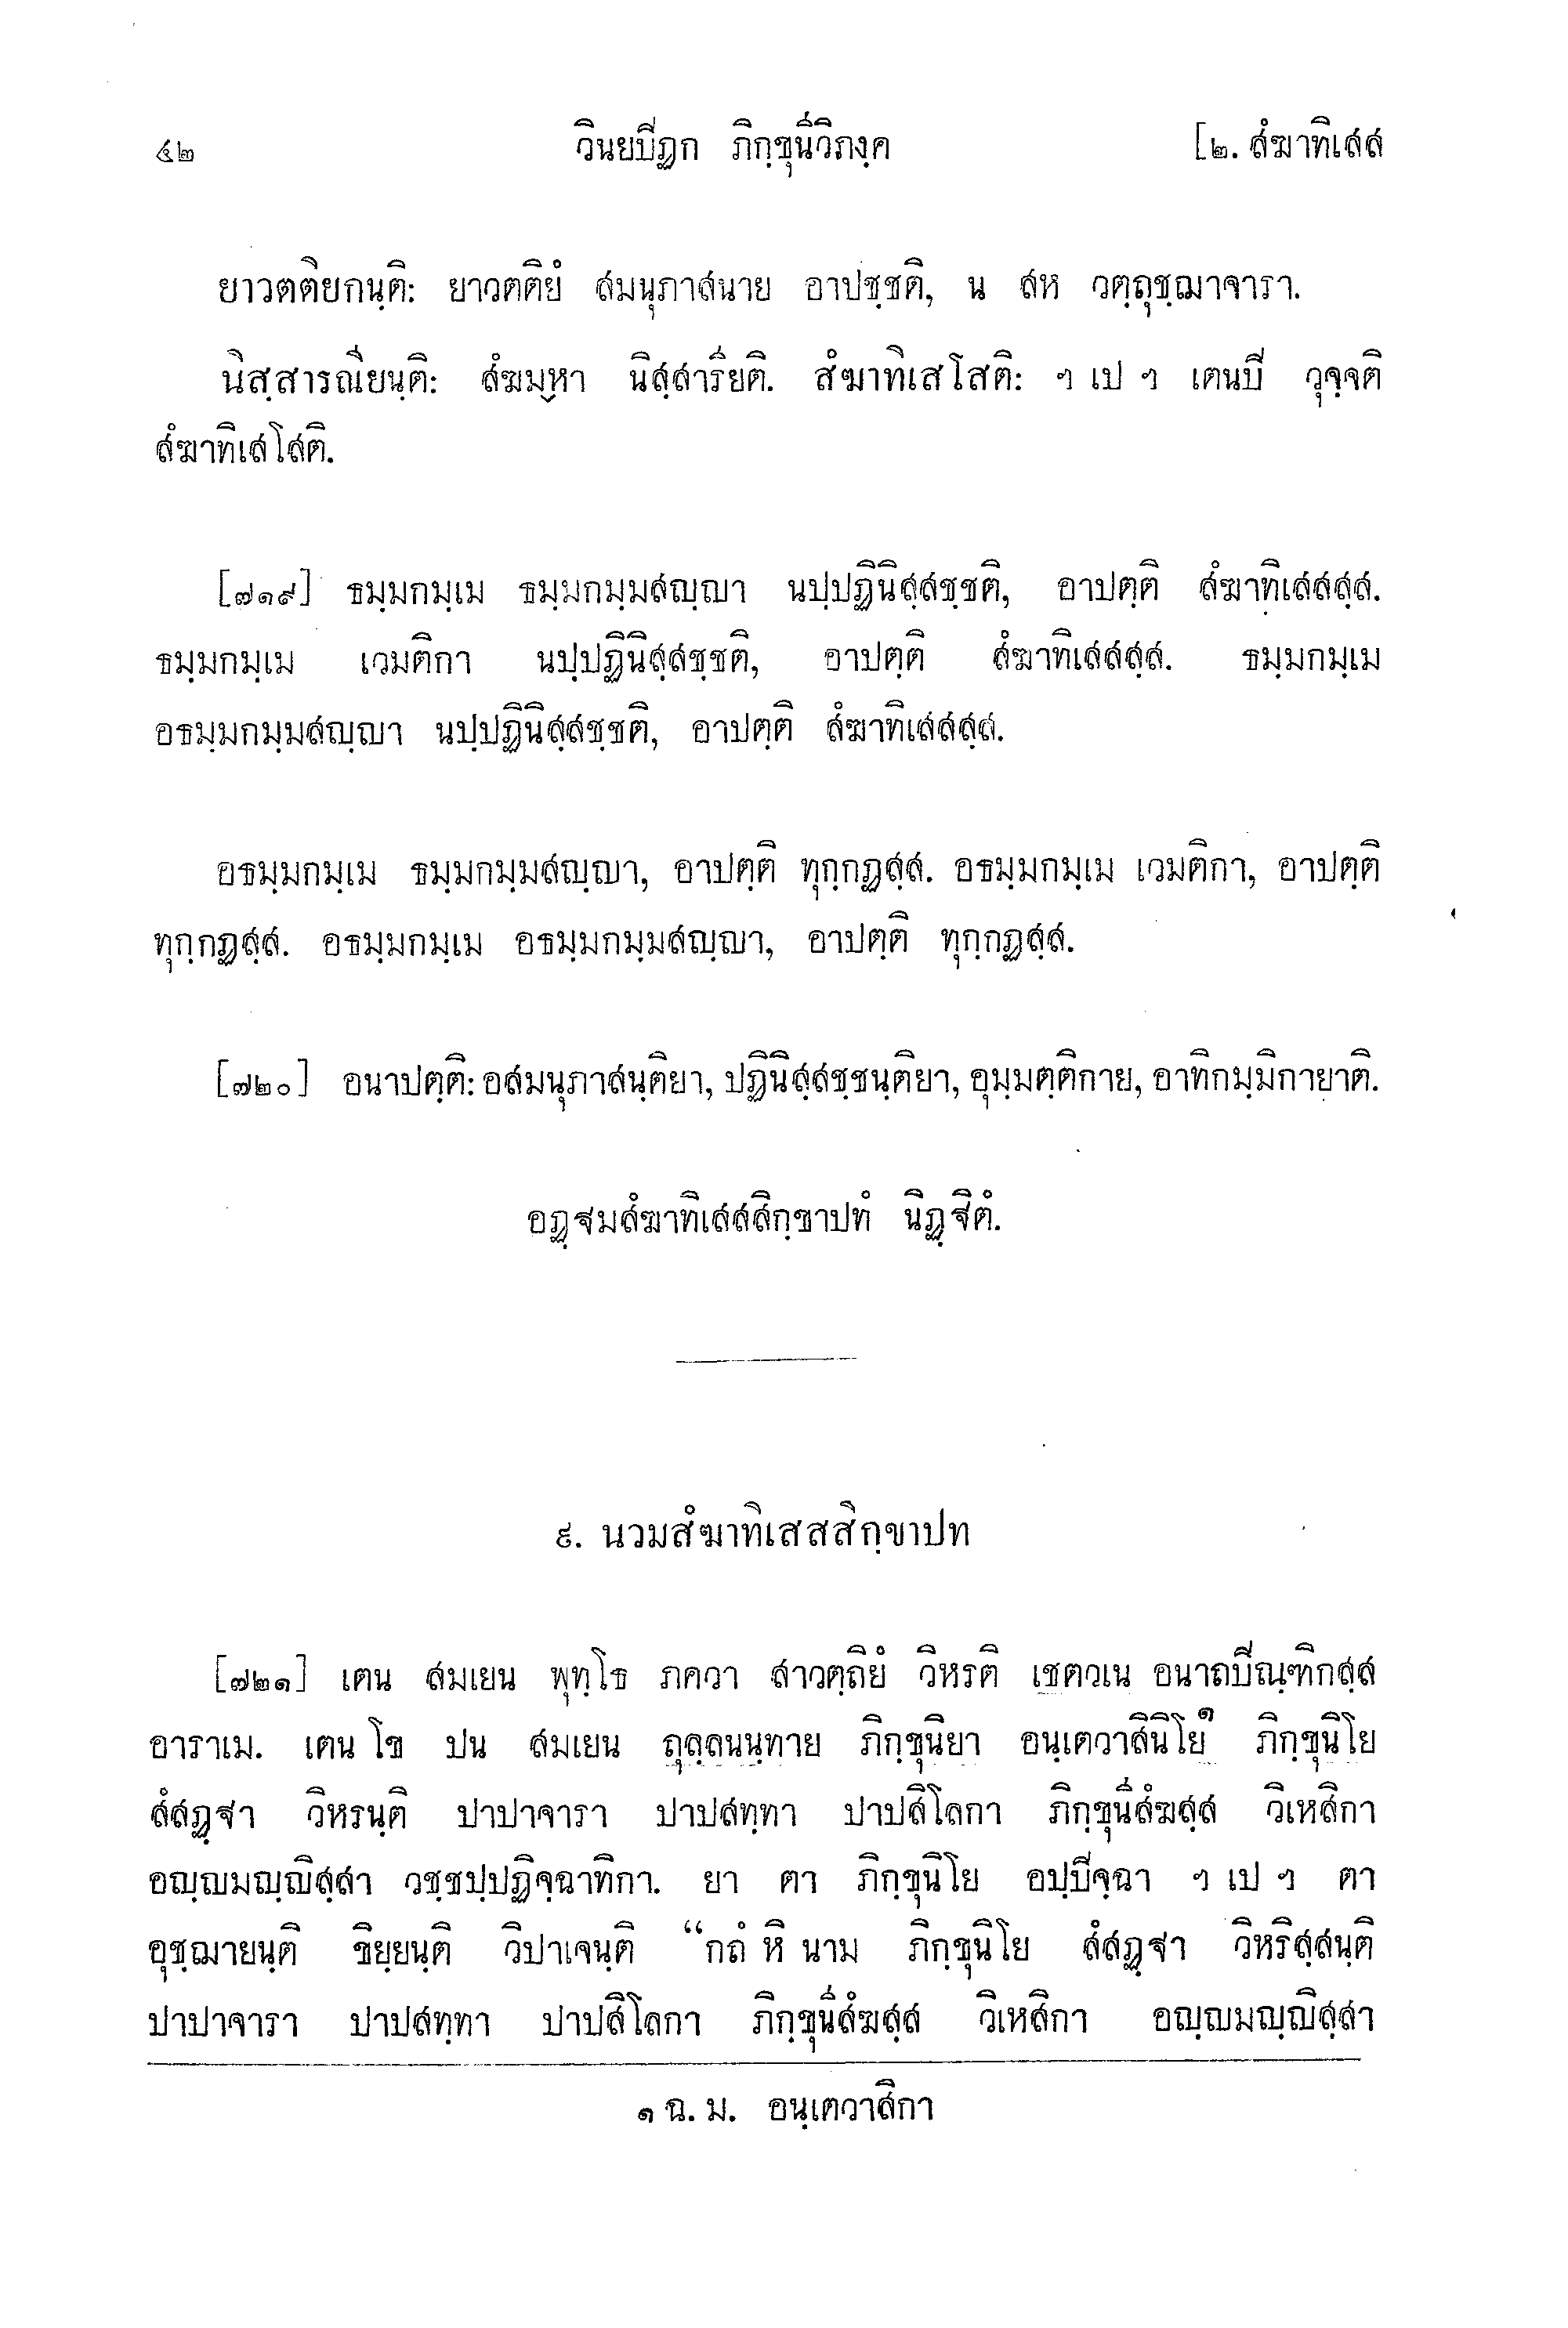 ๕๒ วินยปีฏก ภิกฺขุนีวิภงฺค [๒. สํฆาทิเสส
ยาวตติยกนฺติ: ยาวตติยํ สมนุภาสนาย อาปชฺชติ, น สห วตฺถุชฺฌาจารา.
นิสฺสารณียนฺติ: สํฆมฺหา นิสฺสารียติ. สํฆาทิเสโสติ: ฯ เป ฯ เตนปี วุจฺจติ
สํฆาทิเสโสติ.
[๗๑๙] ธมฺมกมฺเม ธมฺมกมฺมสญฺญา นปฺปฏินิสฺสชฺชติ, อาปตฺติ สํฆาทิเสสสฺส.
ธมฺมกมฺเม เวมติกา นปฺปฏินิสฺสชฺชติ, อาปตฺติ สํฆาทิเสสสฺส. ธมฺมกมฺเม
อธมฺมกมฺมสญฺญา นปฺปฏินิสฺสชฺชติ, อาปตฺติ สํฆาทิเสสสฺส.
อธมฺมกมฺเม ธมฺมกมฺมสญฺญา, อาปตฺติ ทุกฺกฏสฺส. อธมฺมกมฺเม เวมติกา, อาปตฺติ
ทุกฺกฏสฺส. อธมฺมกมฺเม อธมฺมกมฺมสญฺญา, อาปตฺติ ทุกฺกฏสฺส.
[๗๒๐] อนาปตฺติ: อสมนุภาสนฺติยา, ปฏินิสฺสชฺชนฺติยา, อุมฺมตฺติกาย, อาทิกมฺมิกายาติ.
อฏฺฐมสํฆาทิเสสสิกฺขาปทํ นิฏฺฐิตํ.
๙. นวมสํฆาทิเสสสิกฺขาปท
[๗๒๑] เตน สมเยน พุทฺโธ ภควา สาวตฺถิยํ วิหรติ เชตวเน อนาถปีณฺฑิกสฺส
อาราเม. เตน โข ปน สมเยน ถุลฺลนนฺทาย ภิกฺขุนิยา อนฺเตวาสินิโย๑ ภิกฺขุนิโย
สํสฏฺฐา วิหรนฺติ ปาปาจารา ปาปสทฺทา ปาปสิโลกา ภิกฺขุนีสํฆสฺส วิเหสิกา
อญฺญมญฺญิสฺสา วชฺชปฺปฏิจฺฉาทิกา. ยา ตา ภิกฺขุนิโย อปฺปีจฺฉา ฯ เป ฯ ตา
อุชฺฌายนฺติ ขิยฺยนฺติ วิปาเจนฺติ “กถํ หิ นาม ภิกฺขุนิโย สํสฏฺฐา วิหริสฺสนฺติ
ปาปาจารา ปาปสทฺทา ปาปสิโลกา ภิกฺขุนีสํฆสฺส วิเหสิกา อญฺญมญฺญิสฺสา
๑ ฉ. ม. อนฺเตวาสิกา